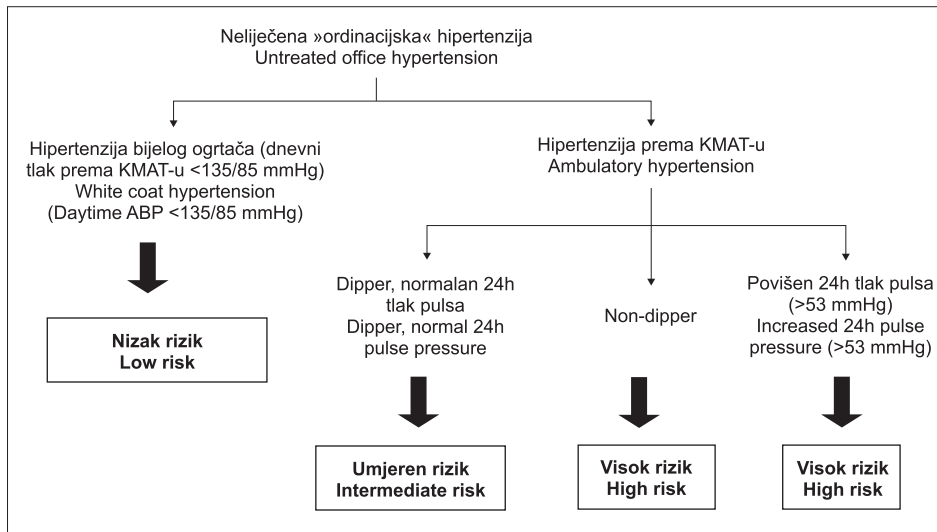 Neliječena »ordinacijska« hipertenzija
Untreated office hypertension
Hipertenzija bijelog ogrtača (dnevni
tlak prema KMAT-u <135/85 mmHg)
White coat hypertension
(Daytime ABP <135/85 mmHg)
Hipertenzija prema KMAT-u
Ambulatory hypertension
Nizak rizik
Low risk
Dipper, normalan 24h
tlak pulsa
Dipper, normal 24h
pulse pressure
Non-dipper
Povišen 24h tlak pulsa
(>53 mmHg)
Increased 24h pulse
pressure (>53 mmHg)
Umjeren rizik
Intermediate risk
Visok rizik
High risk
Visok rizik
High risk